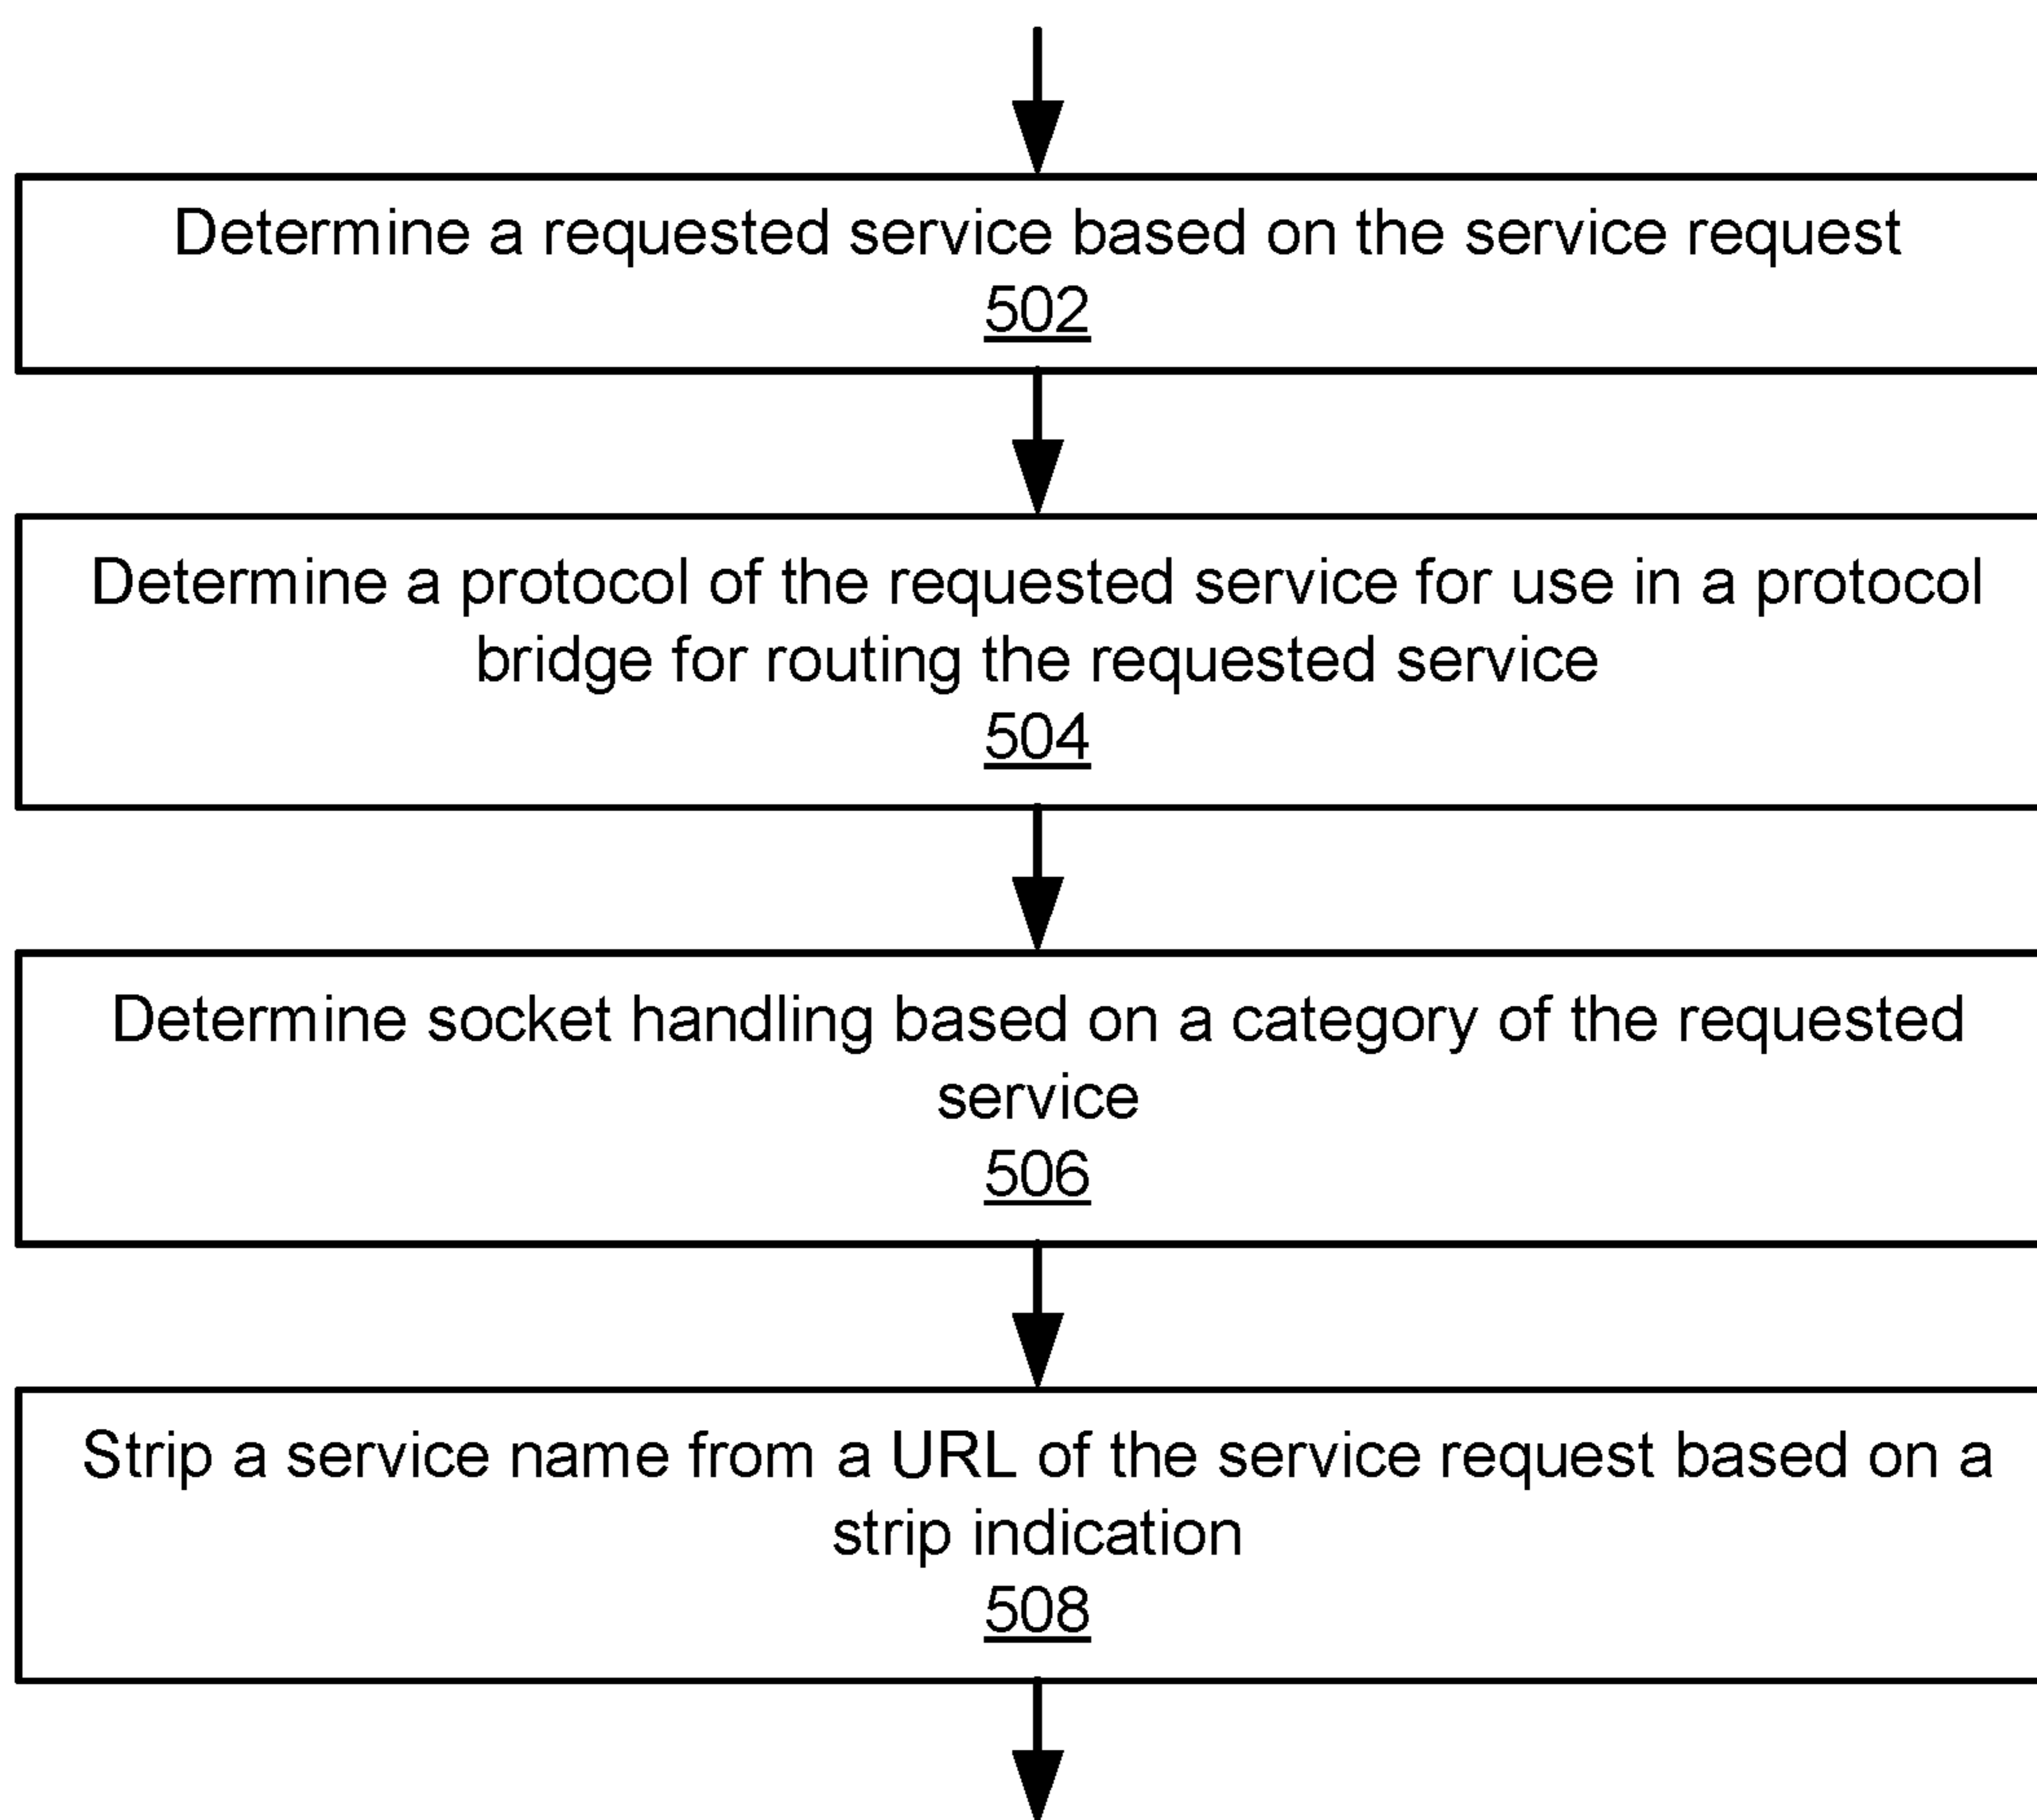 Determine a requested service based on the service request
502
Determine a protocol of the requested service for use in a protocol
bridge for routing the requested service
504
Determine socket handling based on a category of the requested
service
506
Strip a service name from a URL of the service request based on a
strip indication
508